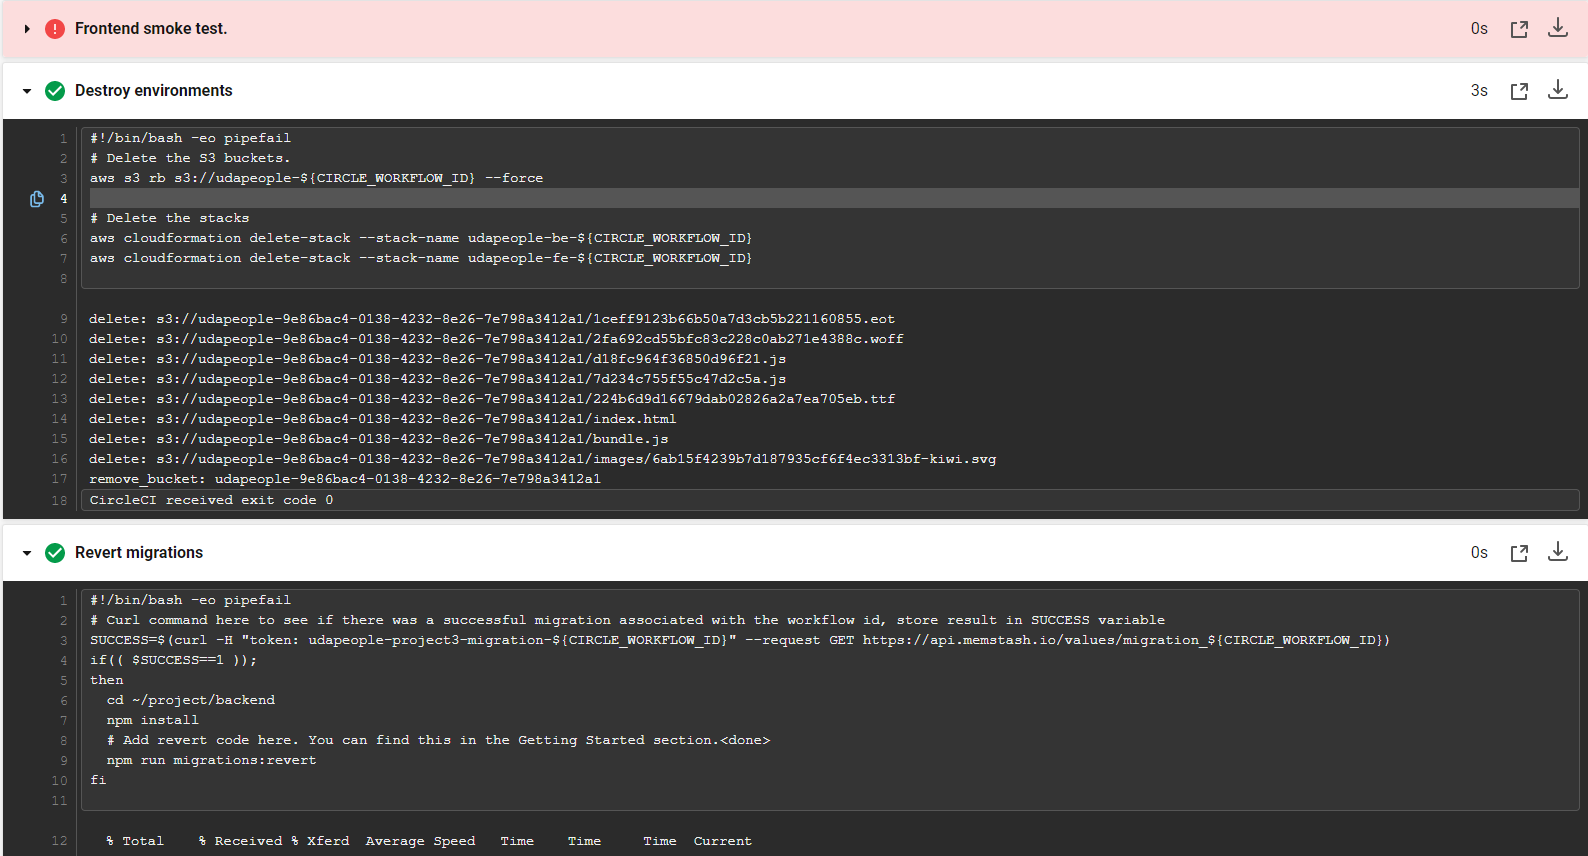 Frontend smoke test.
0s
Destroy environments
3s
1 #!/bin/bash -eo pipefail
2 # Delete the S3 buckets.
3 aws s3 rb s3://udapeople-${CIRCLE_WORKFLOW_ID} --force
4
5 # Delete the stacks
6 aws cloudformation delete-stack --stack-name udapeople-be-${CIRCLE_WORKFLOW_ID}
7 aws cloudformation delete-stack --stack-name udapeople-fe-${CIRCLE_WORKFLOW_ID}
8
9 delete: s3://udapeople-9e86bac4-0138-4232-8e26-7e798a3412a1/1ceff9123b66b50a7d3cb5b221160855.eot
10 delete: s3://udapeople-9e86bac4-0138-4232-8e26-7e798a3412a1/2fa692cd55bfc83c228c0ab271e4388c.woff
11 delete: s3://udapeople-9e86bac4-0138-4232-8e26-7e798a3412a1/d18fc964f36850d96f21.js
12 delete: s3://udapeople-9e86bac4-0138-4232-8e26-7e798a3412a1/7d234c755f55c47d2c5a.js
13 delete: s3://udapeople-9e86bac4-0138-4232-8e26-7e798a3412a1/224b6d9d16679dab02826a2a7ea705eb.ttf
14 delete: s3://udapeople-9e86bac4-0138-4232-8e26-7e798a3412a1/index.html
15 delete: s3://udapeople-9e86bac4-0138-4232-8e26-7e798a3412a1/bundle.js
16 delete: s3://udapeople-9e86bac4-0138-4232-8e26-7e798a3412a1/images/6ab15f4239b7d187935cf6f4ec3313bf-kiwi.svg
17 remove_bucket: udapeople-9e86bac4-0138-4232-8e26-7e798a3412a1
18 CircleCI received exit code 0
Revert migrations
0s
1 #!/bin/bash -eo pipefail
2 # Curl command here to see if there was a successful migration associated with the workflow id, store result in SUCCESS variable
3 SUCCESS=$(curl -H "token: udapeople-project3-migration-${CIRCLE_WORKFLOW_ID}" --request GET https://api.memstash.io/values/migration_${CIRCLE_WORKFLOW_ID})
4 if(( $SUCCESS==1 ));
5 then
6 cd ~/project/backend
7 npm install
8 # Add revert code here. You can find this in the Getting Started section.<done>
9 npm run migrations:revert
10 fi
11
12 % Total % Received % Xferd Average Speed Time Time Time Current